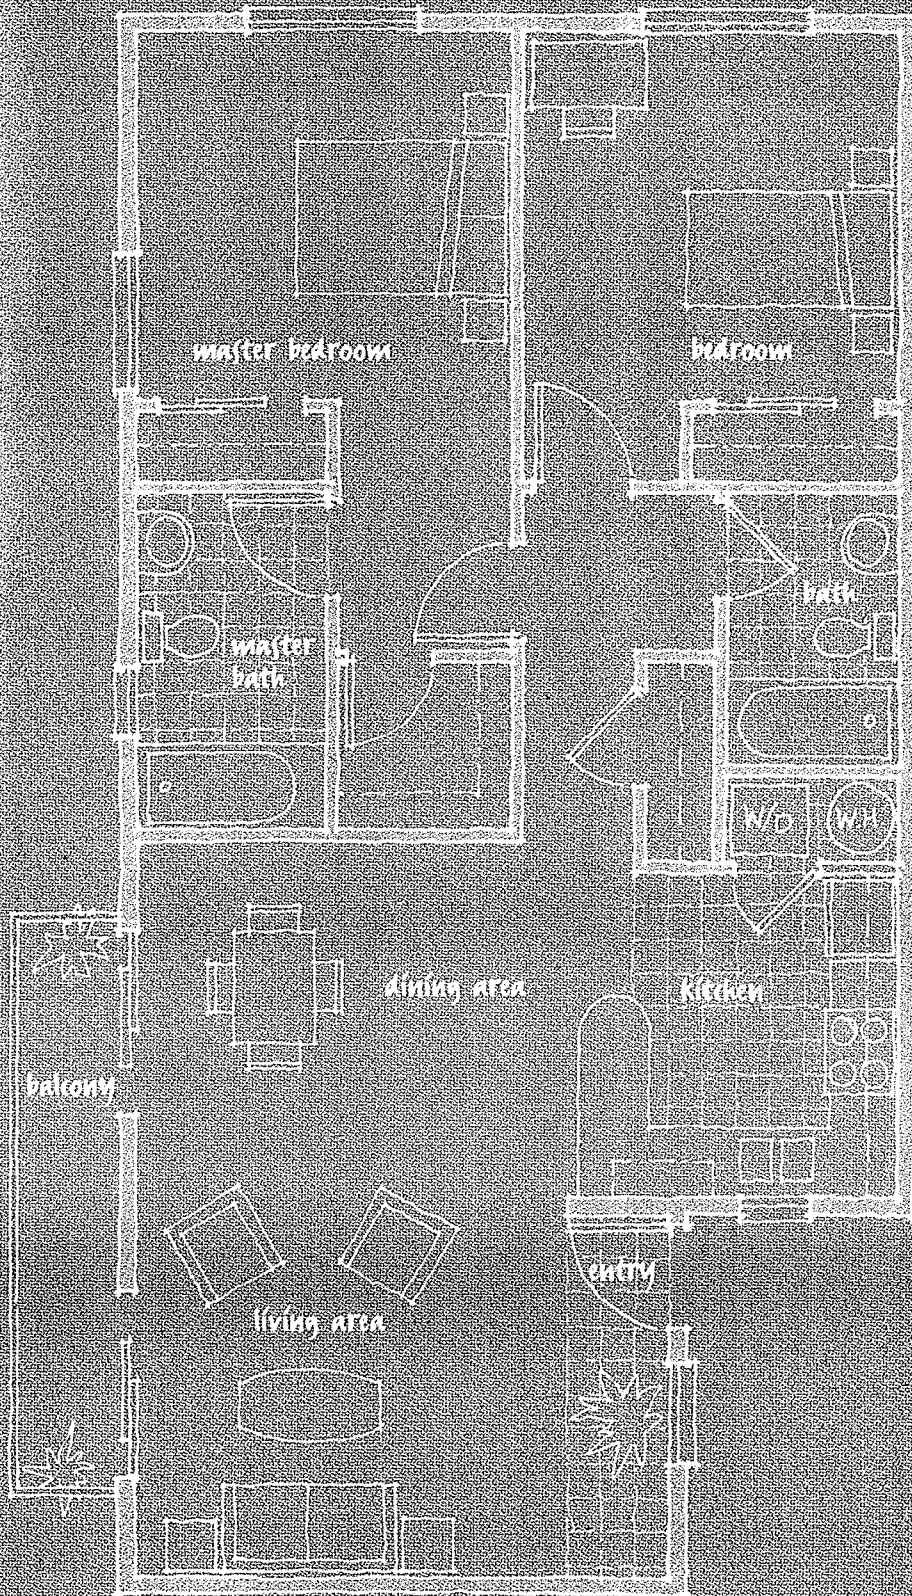 master bedroom
bedroom
bath
master
bath
W/D
WH
dining area
kitchen
balcony
entry
living area